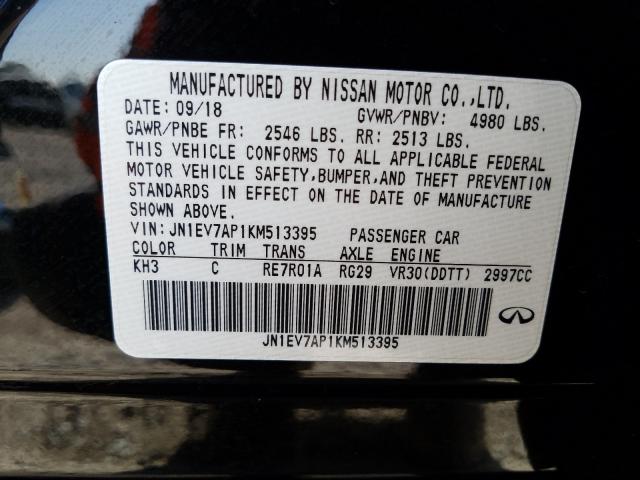 MANUFACTURED BY NISSAN MOTOR CO.,LTD.
DATE: 09/18 GVWR/PNBV: 4980 LBS.
GAWR/PNBE FR: 2546 LBS. RR: 2513 LBS.
THIS VEHICLE CONFORMS TO ALL APPLICABLE FEDERAL
MOTOR VEHICLE SAFETY,BUMPER,AND THEFT PREVENTION
STANDARDS IN EFFECT ON THE DATE OF MANUFACTURE
SHOWN ABOVE.
VIN: JN1EV7AP1KM513395 PASSENGER CAR
COLOR TRIM TRANS AXLE ENGINE
KH3 C RE7R01A RG29 VR30(DDTT) 2997CC
JN1EV7AP1KM513395
INFINITI